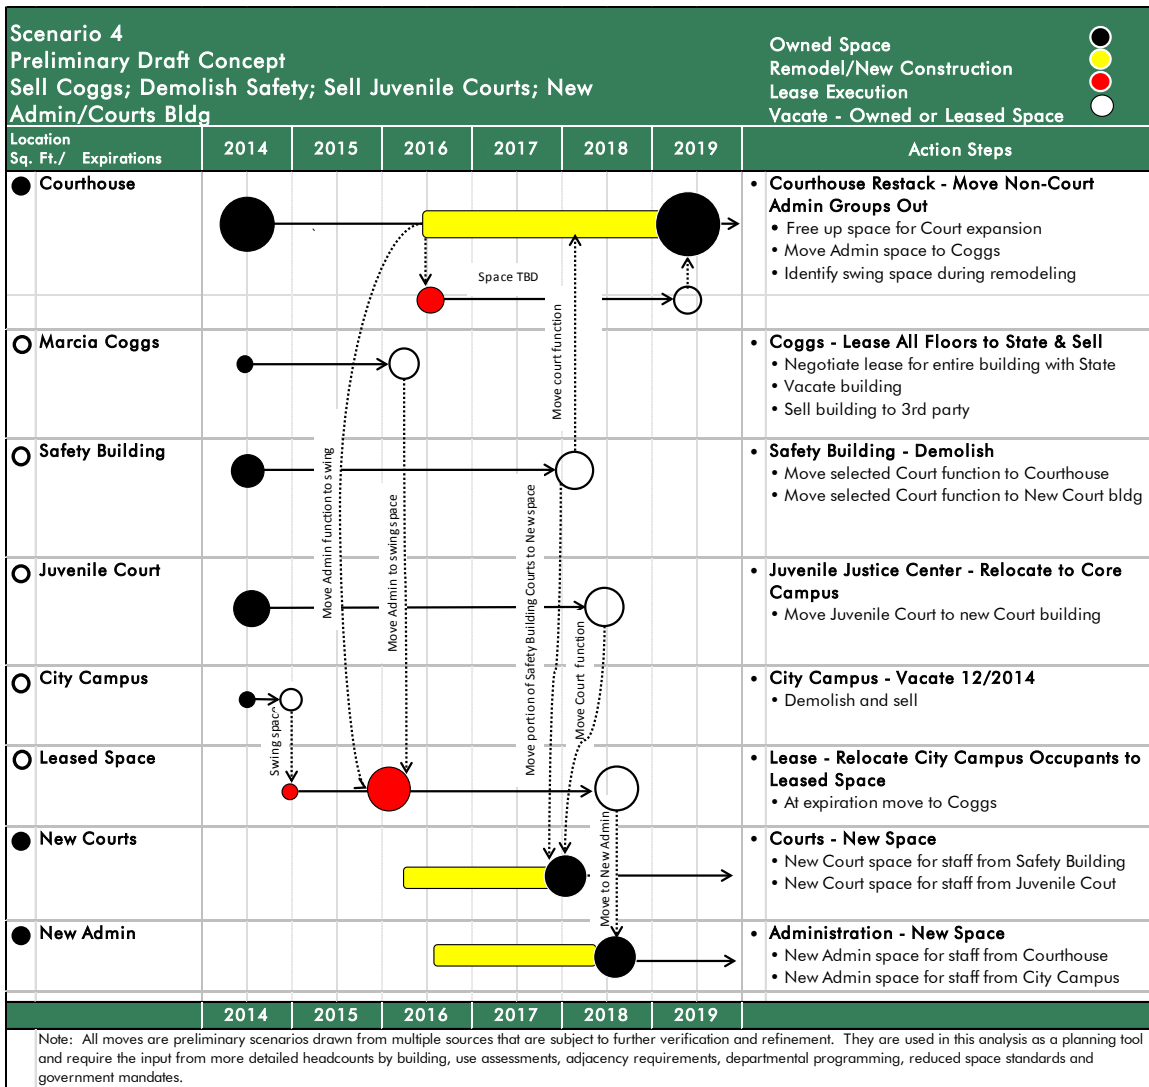 Scenario 4
Preliminary Draft Concept
Sell Coggs; Demolish Safety; Sell Juvenile Courts; New
Admin/Courts Bldg
Owned Space
Remodel/New Construction
Lease Execution
Vacate - Owned or Leased Space
Location
Sq. Ft./ Expirations
2014 2015 2016 2017 2018 2019
Action Steps
Courthouse
• Courthouse Restack - Move Non-Court
Admin Groups Out
• Free up space for Court expansion
• Move Admin space to Coggs
• Identify swing space during remodeling
Space TBD
Marcia Coggs
• Coggs - Lease All Floors to State & Sell
• Negotiate lease for entire building with State
• Vacate building
• Sell building to 3rd party
Move court function
Safety Building
• Safety Building - Demolish
• Move selected Court function to Courthouse
• Move selected Court function to New Court bldg
Move Admin function to swing
Move Admin to swing space
Move portion of Safety Building Courts to New space
Juvenile Court
• Juvenile Justice Center - Relocate to Core
Campus
• Move Juvenile Court to new Court building
Move Court function
City Campus
• City Campus - Vacate 12/2014
• Demolish and sell
Swing space
Leased Space
• Lease - Relocate City Campus Occupants to
Leased Space
• At expiration move to Coggs
Move to New Admin
New Courts
• Courts - New Space
• New Court space for staff from Safety Building
• New Court space for staff from Juvenile Cout
New Admin
• Administration - New Space
• New Admin space for staff from Courthouse
• New Admin space for staff from City Campus
2014 2015 2016 2017 2018 2019
Note: All moves are preliminary scenarios drawn from multiple sources that are subject to further verification and refinement. They are used in this analysis as a planning tool
and require the input from more detailed headcounts by building, use assessments, adjacency requirements, departmental programming, reduced space standards and
government mandates.